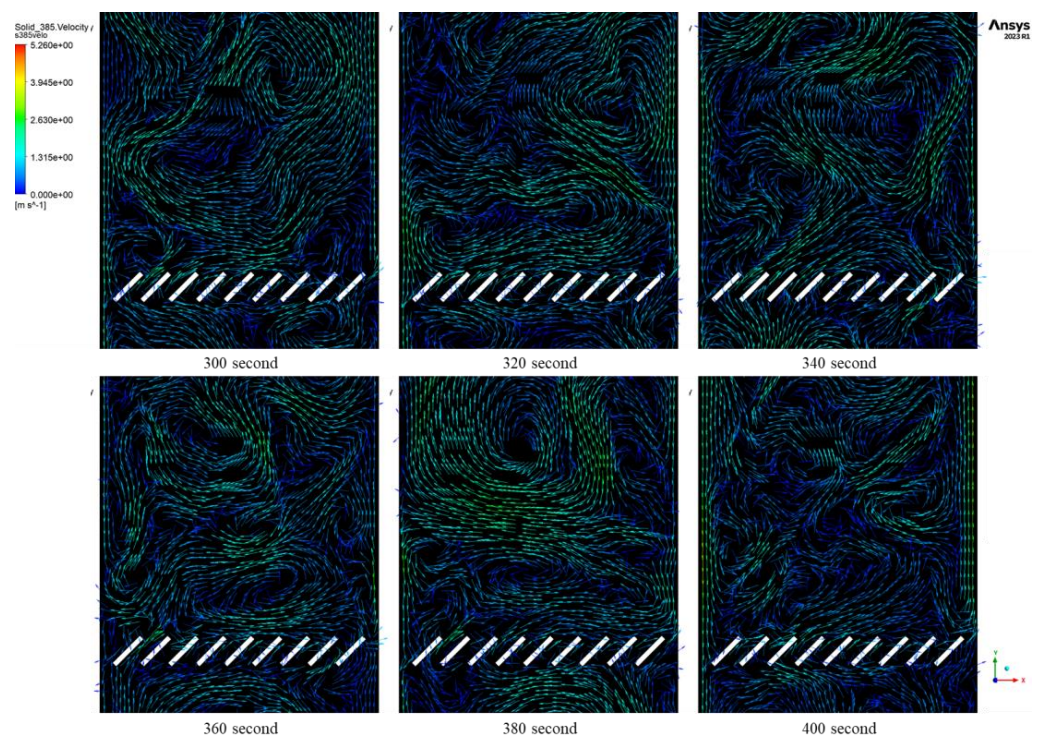 Solid_385.Velocity
s385velo
5.260e+00
3.945e+00
2.630e+00
1.315e+00
0.000e+00
[m s^-1]
Ansys
2023 R1
300 second
320 second
340 second
360 second
380 second
400 second
Y
X